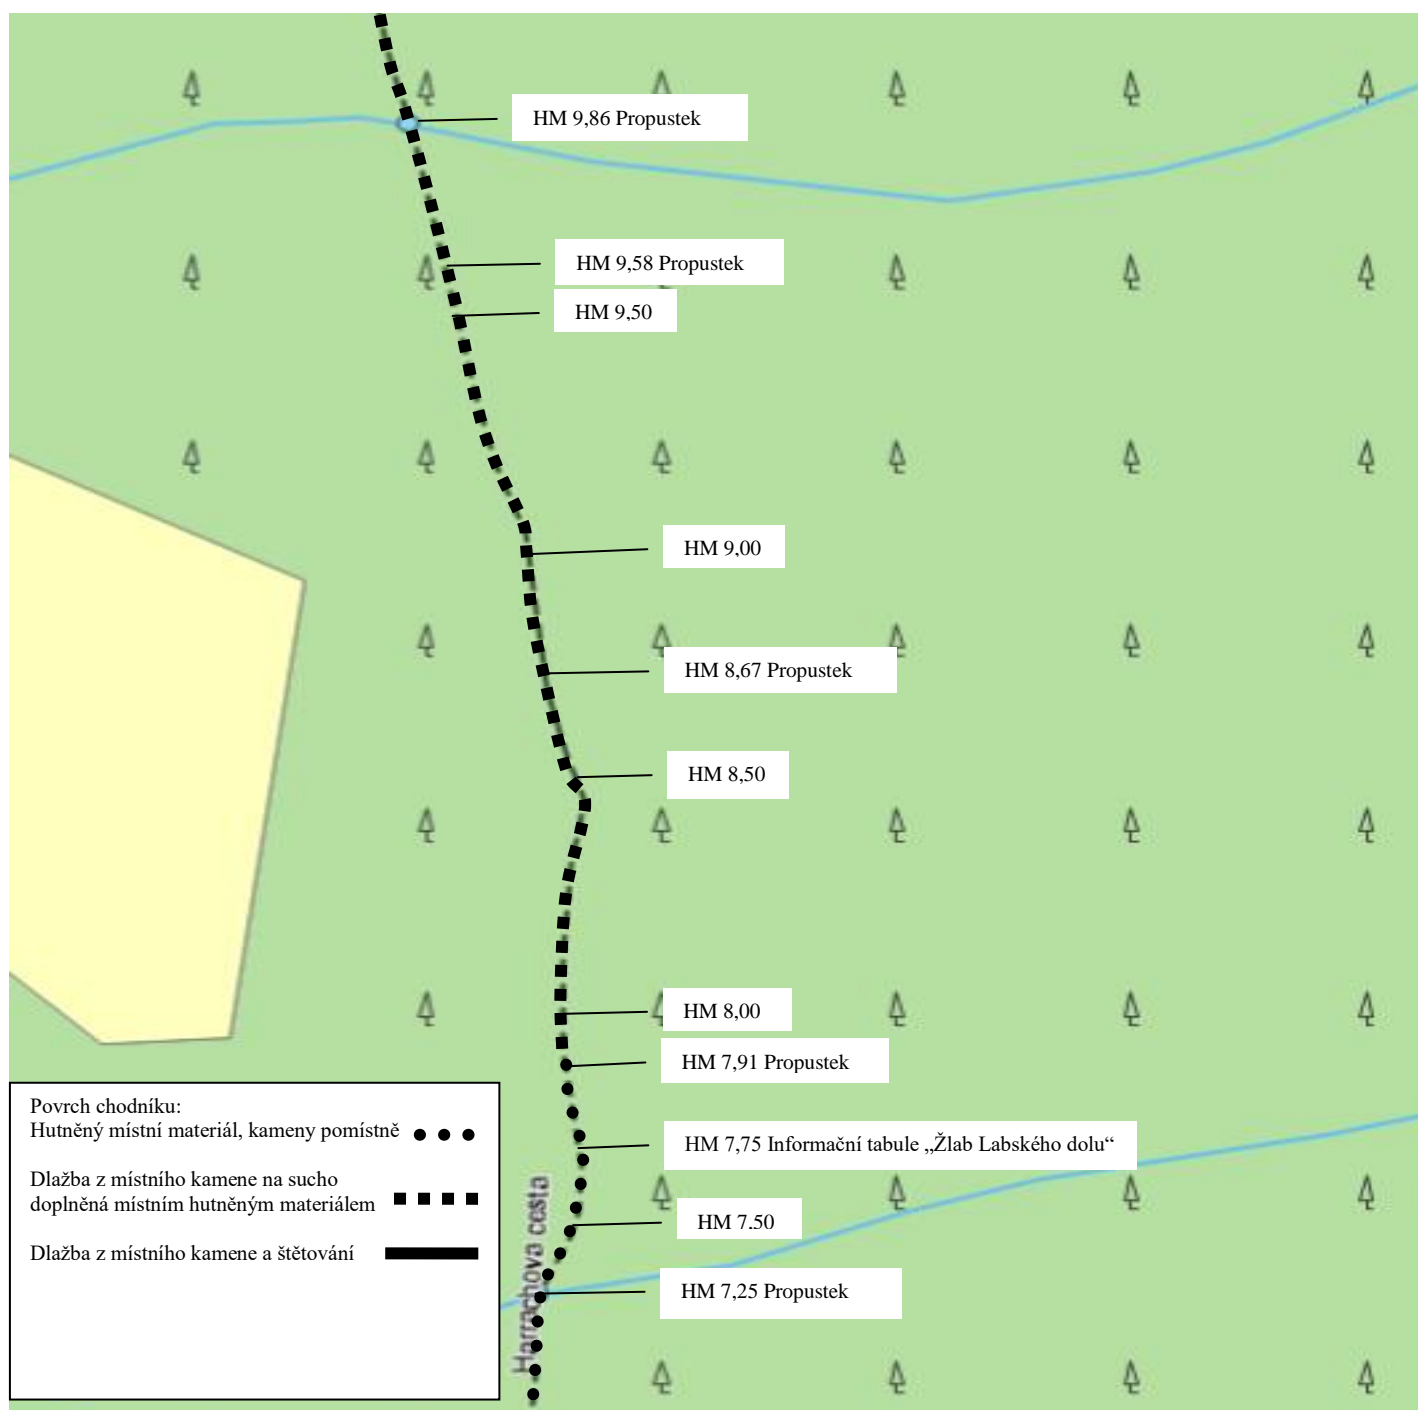 HM 9,86 Propustek
HM 9,58 Propustek
HM 9,50
HM 9,00
HM 8,67 Propustek
HM 8,50
HM 8,00
HM 7,91 Propustek
HM 7,75 Informační tabule „Žlab Labského dolu“
HM 7.50
HM 7,25 Propustek
Harrachova cesta
Povrch chodníku:
Hutněný místní materiál, kameny pomístně
Dlažba z místního kamene na sucho
doplněná místním hutněným materiálem
Dlažba z místního kamene a štětování